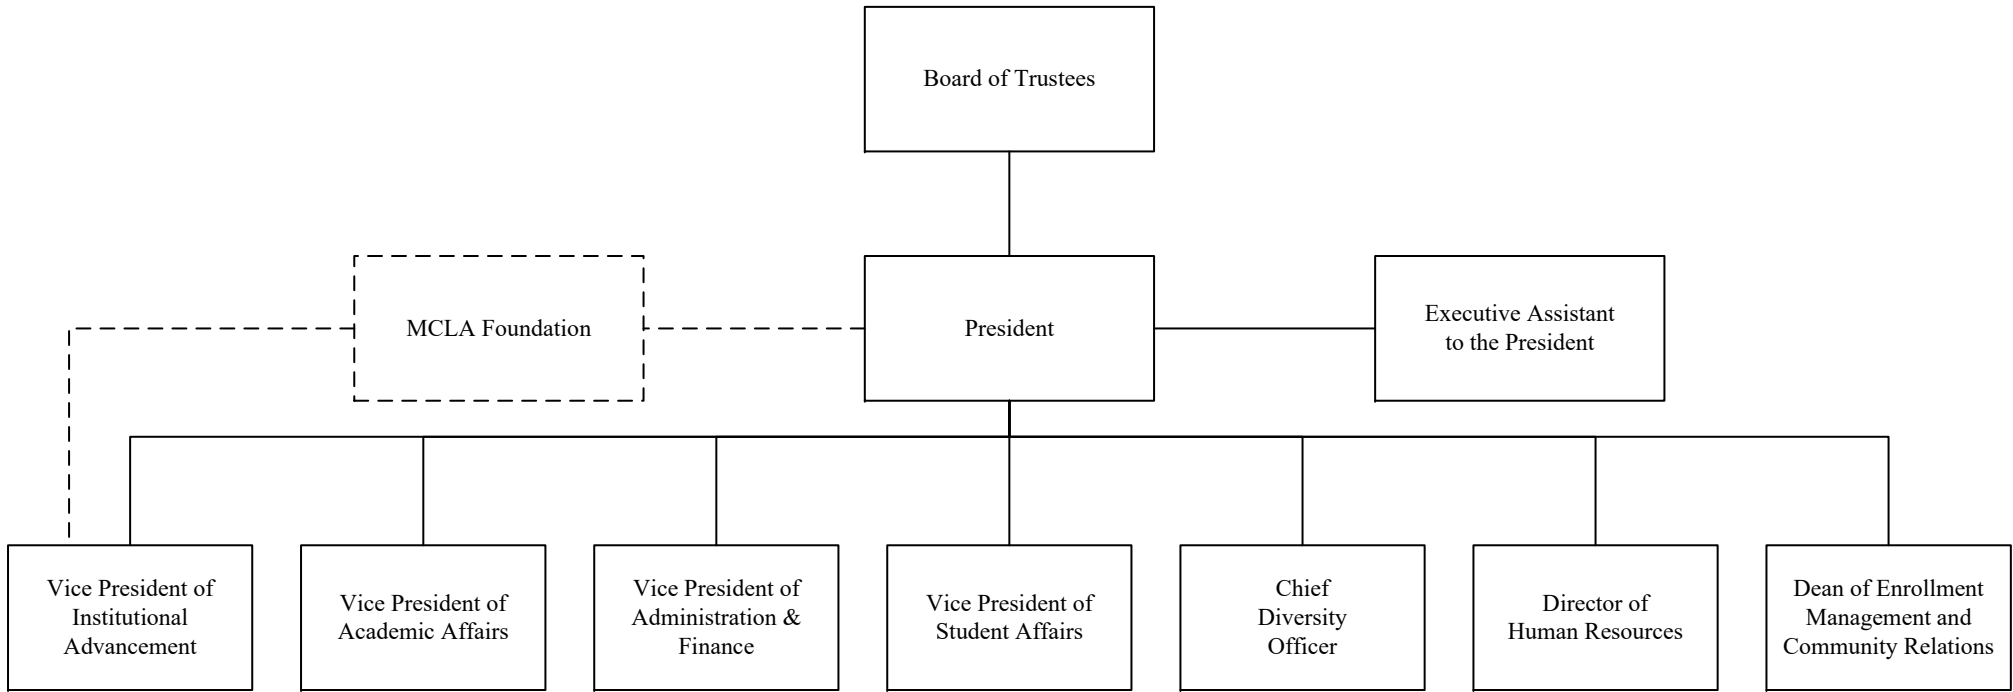 Board of Trustees
MCLA Foundation
President
Executive Assistant
to the President
Vice President of
Institutional
Advancement
Vice President of
Academic Affairs
Vice President of
Administration &
Finance
Vice President of
Student Affairs
Chief
Diversity
Officer
Director of
Human Resources
Dean of Enrollment
Management and
Community Relations